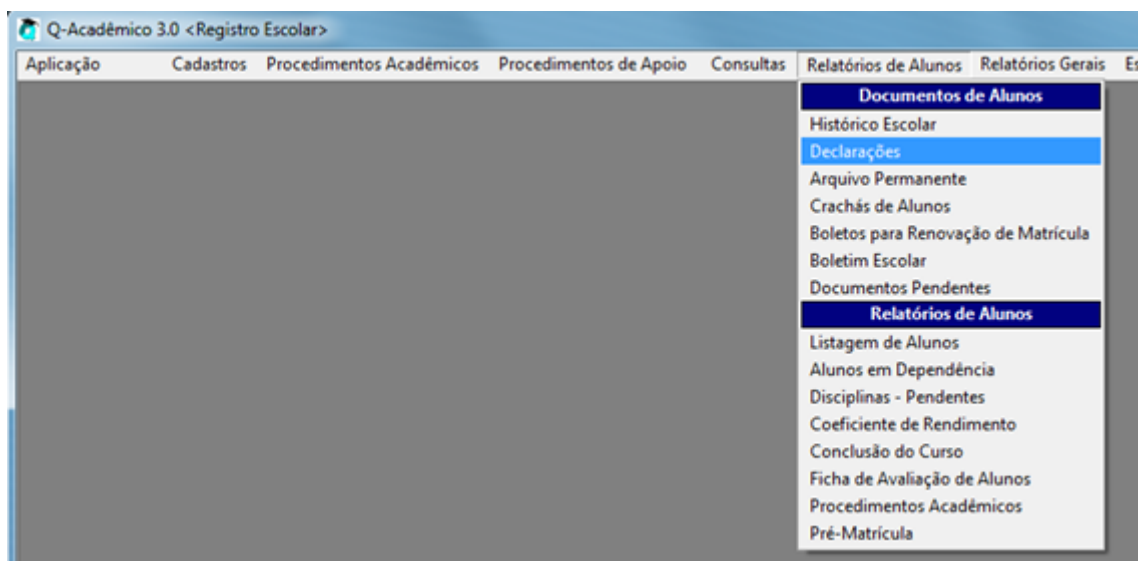 Q-Acadêmico 3.0 <Registro Escolar>
Aplicação Cadastros Procedimentos Acadêmicos Procedimentos de Apoio Consultas Relatórios de Alunos Relatórios Gerais Es
Documentos de Alunos
Histórico Escolar
Declarações
Arquivo Permanente
Crachás de Alunos
Boletos para Renovação de Matrícula
Boletim Escolar
Documentos Pendentes
Relatórios de Alunos
Listagem de Alunos
Alunos em Dependência
Disciplinas - Pendentes
Coeficiente de Rendimento
Conclusão do Curso
Ficha de Avaliação de Alunos
Procedimentos Acadêmicos
Pré-Matrícula